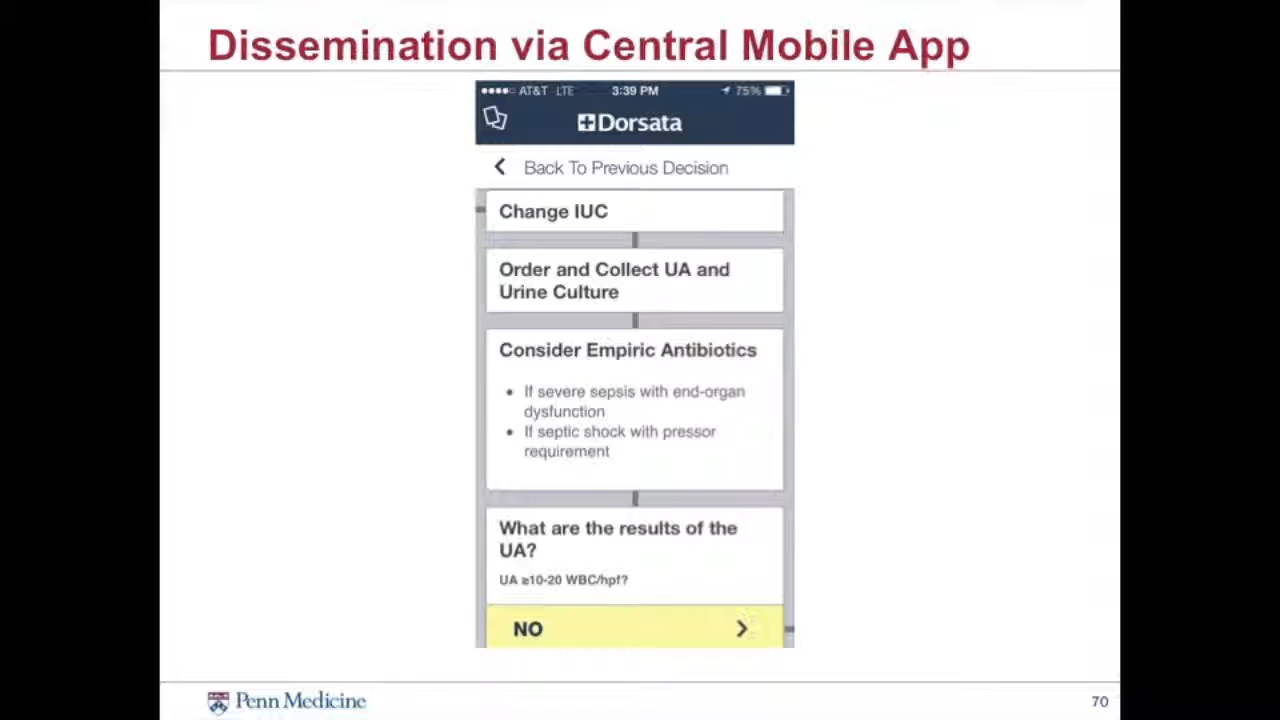 Dissemination via Central Mobile App
AT&T LTE 3:39 PM 75%
Dorsata
Back To Previous Decision
Change IUC
Order and Collect UA and
Urine Culture
Consider Empiric Antibiotics
• If severe sepsis with end-organ
dysfunction
• If septic shock with pressor
requirement
What are the results of the
UA?
UA ≥10-20 WBC/hpf?
NO
Penn Medicine
70